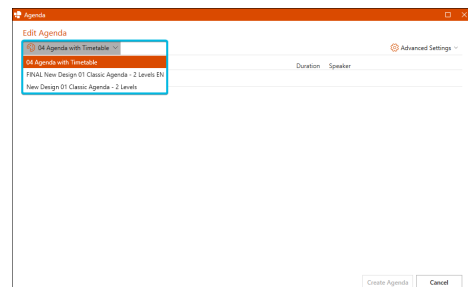 Agenda
Edit Agenda
04 Agenda with Timetable
Advanced Settings
04 Agenda with Timetable
Duration Speaker
FINAL New Design 01 Classic Agenda - 2 Levels EN
New Design 01 Classic Agenda - 2 Levels
Create Agenda Cancel